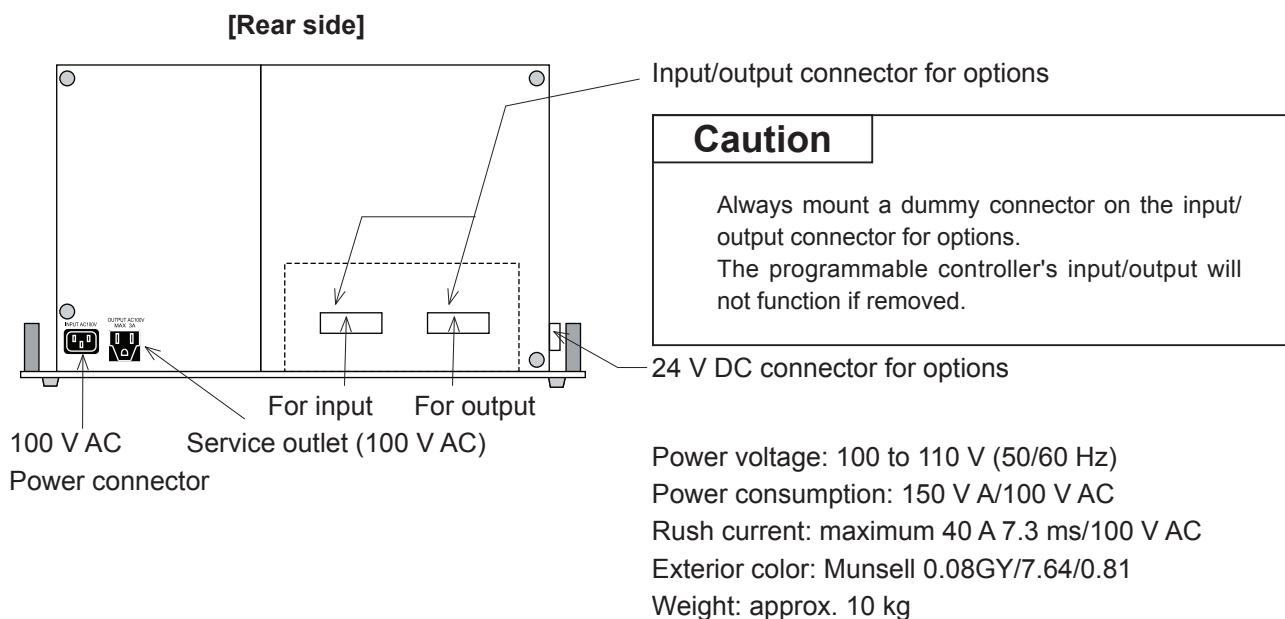 [Rear side]
Input/output connector for options
Caution
Always mount a dummy connector on the input/
output connector for options.
The programmable controller's input/output will
not function if removed.
INPUT AC100V
OUTPUT AC100V
MAX 3A
24 V DC connector for options
For input
For output
100 V AC
Power connector
Service outlet (100 V AC)
Power voltage: 100 to 110 V (50/60 Hz)
Power consumption: 150 V A/100 V AC
Rush current: maximum 40 A 7.3 ms/100 V AC
Exterior color: Munsell 0.08GY/7.64/0.81
Weight: approx. 10 kg